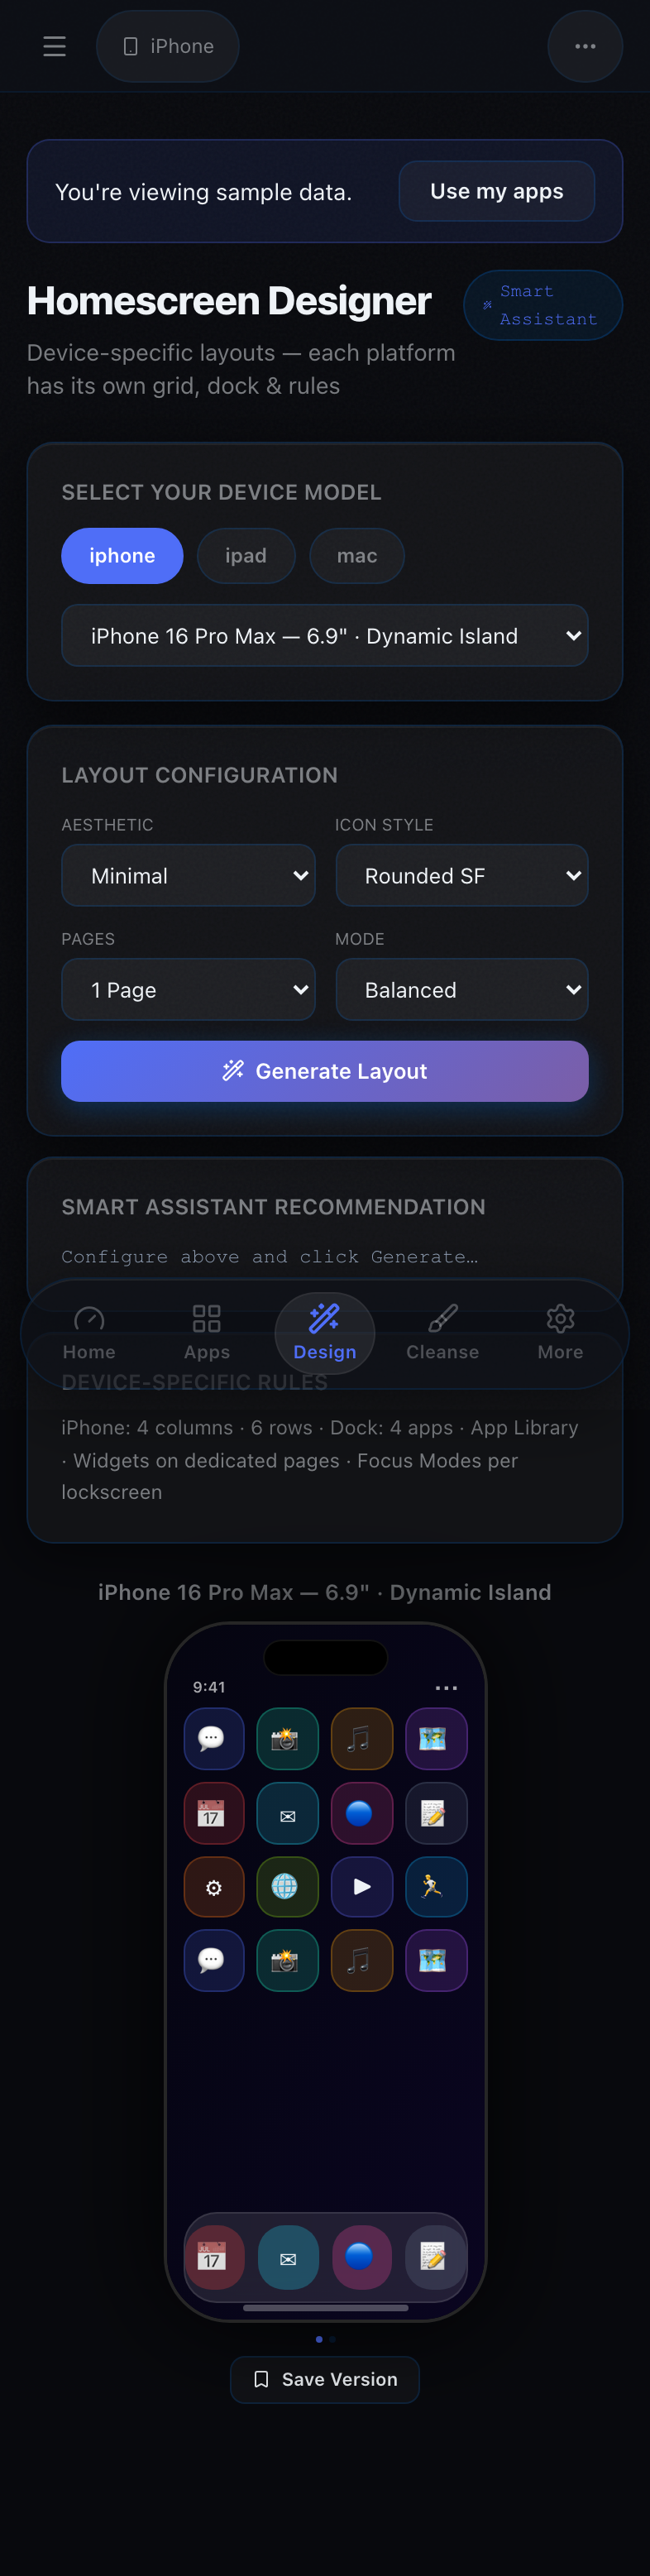 iPhone
You're viewing sample data.
Use my apps
Homescreen Designer
Smart
Assistant
Device-specific layouts — each platform
has its own grid, dock & rules
SELECT YOUR DEVICE MODEL
iphone
ipad
mac
iPhone 16 Pro Max — 6.9" · Dynamic Island
LAYOUT CONFIGURATION
AESTHETIC
ICON STYLE
Minimal
Rounded SF
PAGES
MODE
1 Page
Balanced
Generate Layout
SMART ASSISTANT RECOMMENDATION
Configure above and click Generate…
Home
Apps
Design
Cleanse
More
DEVICE-SPECIFIC RULES
iPhone: 4 columns · 6 rows · Dock: 4 apps · App Library
· Widgets on dedicated pages · Focus Modes per
lockscreen
iPhone 16 Pro Max — 6.9" · Dynamic Island
9:41
JUL
17
JUL
17
Save Version